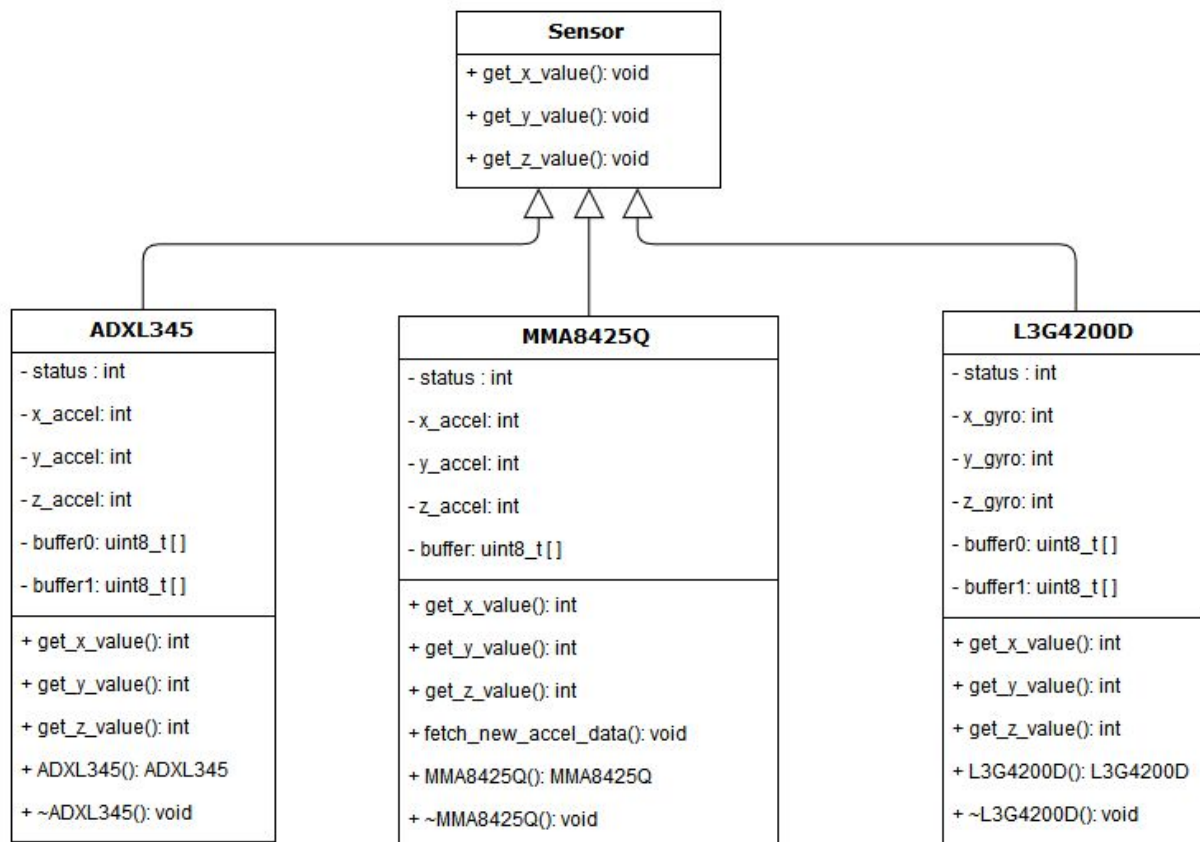 Sensor
+ get_x_value(): void
+ get_y_value(): void
+ get_z_value(): void
ADXL345
- status : int
- x_accel: int
- y_accel: int
- z_accel: int
- buffer0: uint8_t [ ]
- buffer1: uint8_t [ ]
+ get_x_value(): int
+ get_y_value(): int
+ get_z_value(): int
+ ADXL345(): ADXL345
+ ~ADXL345(): void
MMA8425Q
- status : int
- x_accel: int
- y_accel: int
- z_accel: int
- buffer: uint8_t [ ]
+ get_x_value(): int
+ get_y_value(): int
+ get_z_value(): int
+ fetch_new_accel_data(): void
+ MMA8425Q(): MMA8425Q
+ ~MMA8425Q(): void
L3G4200D
- status : int
- x_gyro: int
- y_gyro: int
- z_gyro: int
- buffer0: uint8_t [ ]
- buffer1: uint8_t [ ]
+ get_x_value(): int
+ get_y_value(): int
+ get_z_value(): int
+ L3G4200D(): L3G4200D
+ ~L3G4200D(): void